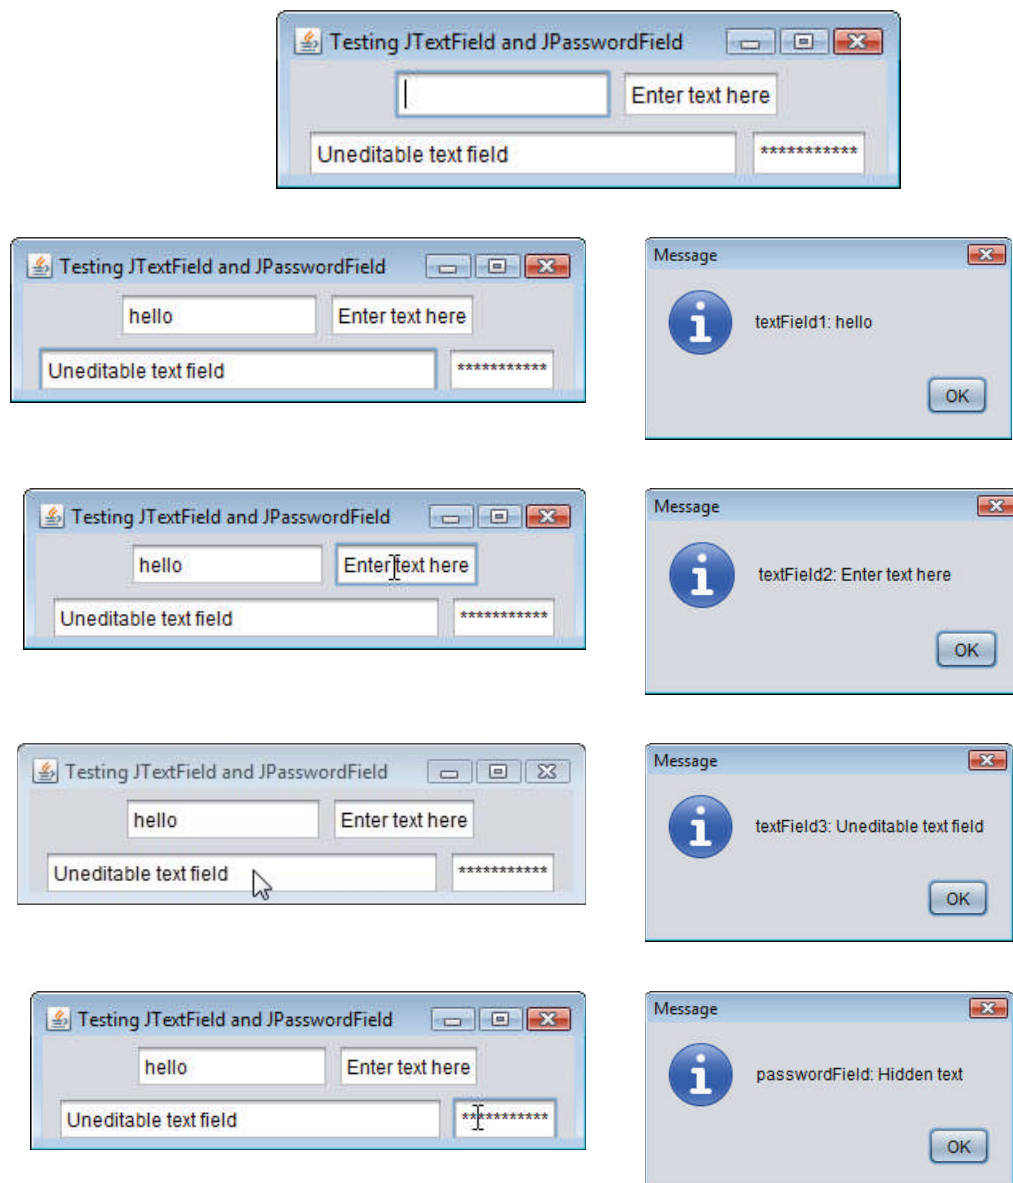 Testing JTextField and JPasswordField
Enter text here
Uneditable text field ***********
Testing JTextField and JPasswordField
hello Enter text here
Uneditable text field ***********
Message
textField1: hello
OK
Testing JTextField and JPasswordField
hello Enter text here
Uneditable text field ***********
Message
textField2: Enter text here
OK
Testing JTextField and JPasswordField
hello Enter text here
Uneditable text field ***********
Message
textField3: Uneditable text field
OK
Testing JTextField and JPasswordField
hello Enter text here
Uneditable text field ***********
Message
passwordField: Hidden text
OK